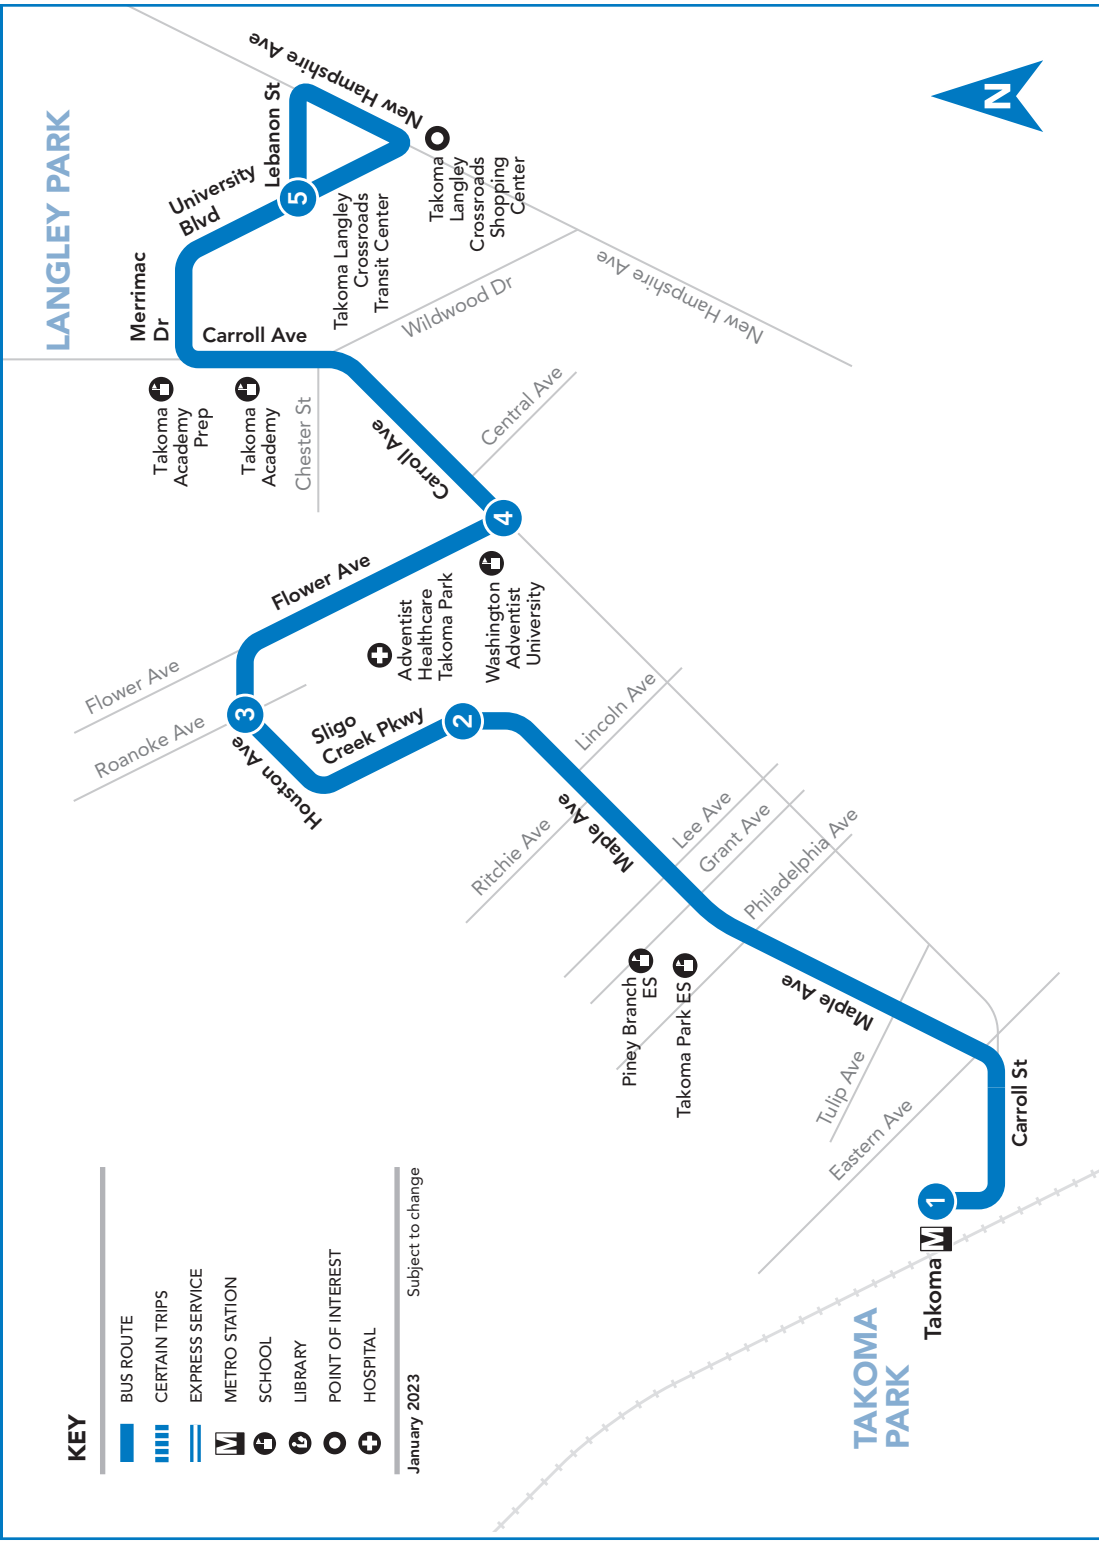 LANGLEY PARK
New Hampshire Ave
Lebanon St
University
Blvd
5
Merrimac
Dr
Carroll Ave
Takoma Langley
Crossroads
Transit Center
Takoma
Langley
Crossroads
Shopping
Center
Wildwood Dr
New Hampshire Ave
Takoma
Academy
Prep
Takoma
Academy
Chester St
Carroll Ave
Central Ave
4
Flower Ave
Adventist
Healthcare
Takoma Park
Washington
Adventist
University
Flower Ave
Roanoke Ave
3
Houston Ave
Sligo
Creek Pkwy
2
Lincoln Ave
Ritchie Ave
Maple Ave
Lee Ave
Grant Ave
Philadelphia Ave
Piney Branch
ES
Takoma Park ES
Maple Ave
Tulip Ave
Eastern Ave
Carroll St
1
M
Takoma
TAKOMA
PARK
N
KEY
BUS ROUTE
CERTAIN TRIPS
EXPRESS SERVICE
M METRO STATION
SCHOOL
LIBRARY
POINT OF INTEREST
HOSPITAL
January 2023 Subject to change